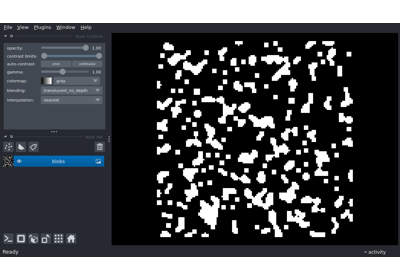 File View Plugins Window Help
opacity: 1.00
contrast limits:
auto-contrast: once continuous
gamma: 1.00
colormap: gray
blending: translucent_no_depth
interpolation: nearest
blobs
Ready
activity